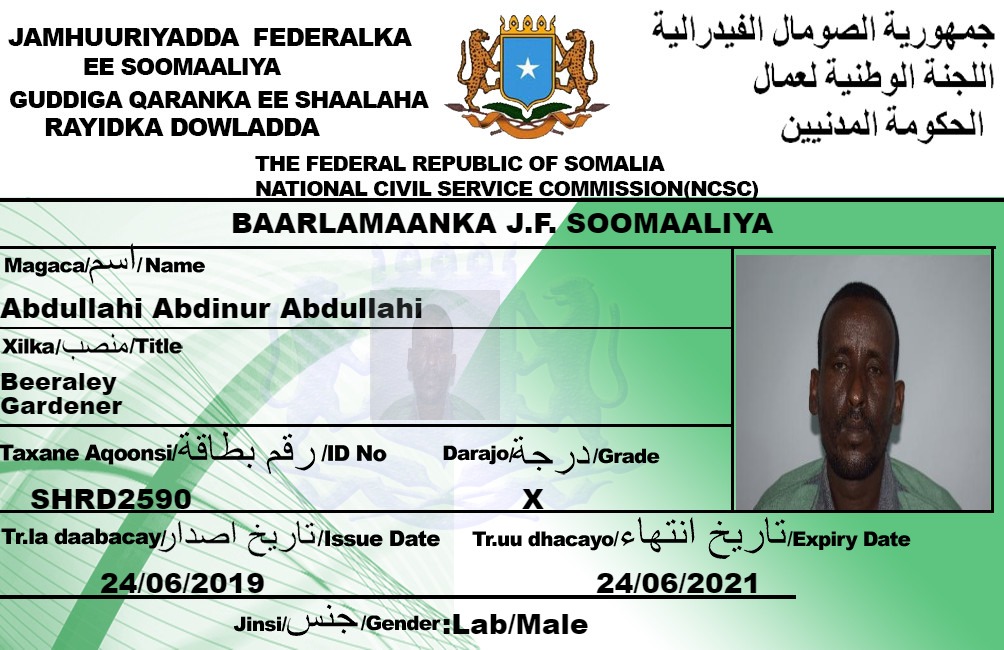 JAMHUURIYADDA FEDERALKA
EE SOOMAALIYA
GUDDIGA QARANKA EE SHAALAHA
RAYIDKA DOWLADDA
جمهورية الصومال الفيدرالية
اللجنة الوطنية لعمال
الحكومة المدنيين
THE FEDERAL REPUBLIC OF SOMALIA
NATIONAL CIVIL SERVICE COMMISSION(NCSC)
BAARLAMAANKA J.F. SOOMAALIYA
Magaca/اسم/Name
Abdullahi Abdinur Abdullahi
Xilka/منصب/Title
Beeraley
Gardener
Taxane Aqoonsi/رقم بطاقة/ID No
Darajo/درجة/Grade
SHRD2590
X
Tr.la daabacay/تاريخ اصدار/Issue Date
Tr.uu dhacayo/تاريخ انتهاء/Expiry Date
24/06/2019
24/06/2021
Jinsi/جنس/Gender:Lab/Male